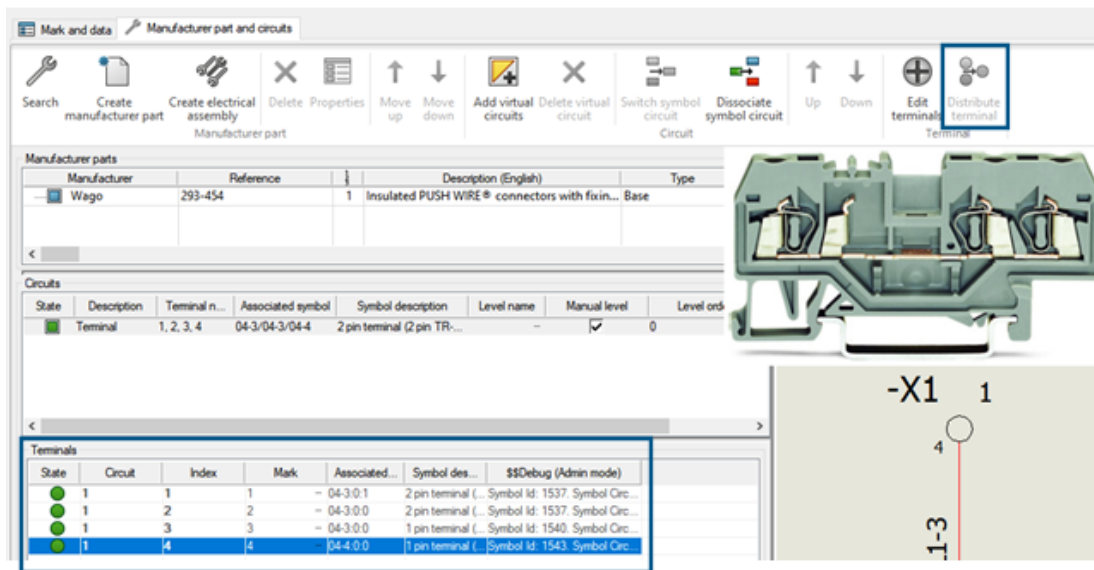 Mark and data Manufacturer part and circuits
Search Create manufacturer part Create electrical assembly Delete Properties Move up Move down Add virtual circuits Delete virtual circuit Switch symbol circuit Dissociate symbol circuit Up Down Edit terminals Distribute terminal
Manufacturer part Circuit Terminal
Manufacturer parts
Manufacturer Reference Description (English) Type
Wago 293-454 1 Insulated PUSH WIRE® connectors with fixin... Base
Circuits
State Description Terminal n... Associated symbol Symbol description Level name Manual level Level orde
Terminal 1, 2, 3, 4 04-3/04-3/04-4 2 pin terminal (2 pin TR-... – 0
Terminals
State Circuit Index Mark Associated... Symbol des... $$Debug (Admin mode)
1 1 1 – 04-3:0:1 2 pin terminal (... Symbol Id: 1537. Symbol Circ...
1 2 2 – 04-3:0:0 2 pin terminal (... Symbol Id: 1537. Symbol Circ...
1 3 3 – 04-3:0:0 1 pin terminal (... Symbol Id: 1540. Symbol Circ...
1 4 4 – 04-4:0:0 1 pin terminal (... Symbol Id: 1543. Symbol Circ...
-X1 1
4
L1-3